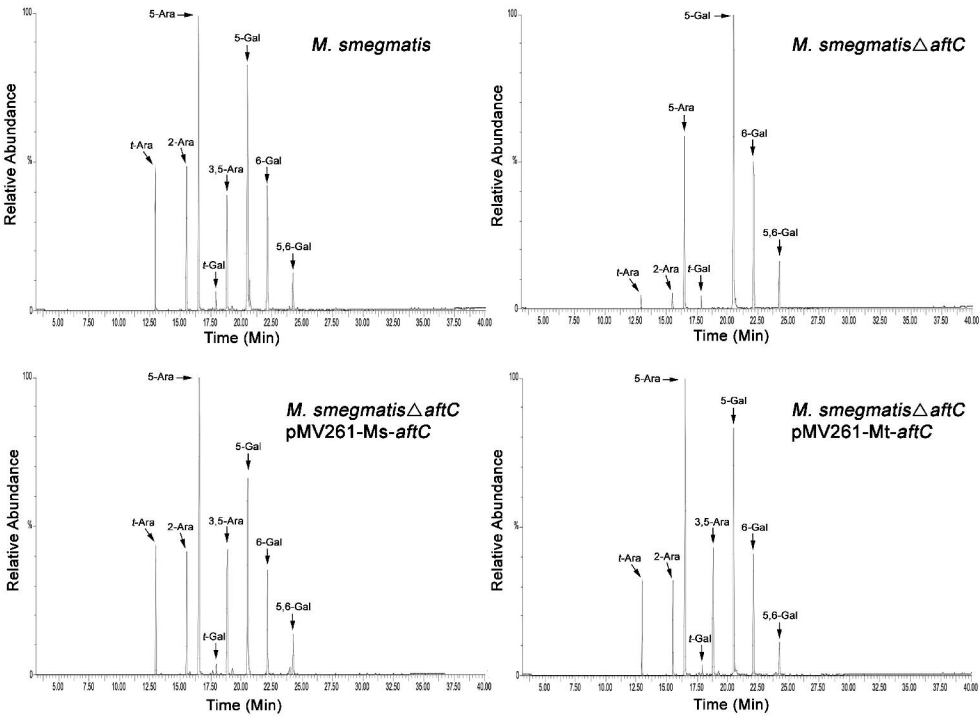 100
5-Ara
5-Gal
M. smegmatis
t-Ara
2-Ara
3,5-Ara
6-Gal
5,6-Gal
t-Gal
%
0
Relative Abundance
5.00 7.50 10.00 12.50 15.00 17.50 20.00 22.50 25.00 27.50 30.00 32.50 35.00 37.50 40.00
Time (Min)
100
5-Gal
M. smegmatis△aftC
5-Ara
6-Gal
5,6-Gal
t-Ara
2-Ara
t-Gal
%
0
Relative Abundance
5.00 7.50 10.00 12.50 15.00 17.50 20.00 22.50 25.00 27.50 30.00 32.50 35.00 37.50 40.00
Time (Min)
100
5-Ara
M. smegmatis△aftC
pMV261-Ms-aftC
5-Gal
t-Ara
2-Ara
3,5-Ara
6-Gal
5,6-Gal
t-Gal
%
0
Relative Abundance
5.00 7.50 10.00 12.50 15.00 17.50 20.00 22.50 25.00 27.50 30.00 32.50 35.00 37.50 40.00
Time (Min)
100
5-Ara
5-Gal
M. smegmatis△aftC
pMV261-Mt-aftC
3,5-Ara
6-Gal
t-Ara
2-Ara
5,6-Gal
t-Gal
%
0
Relative Abundance
5.00 7.50 10.00 12.50 15.00 17.50 20.00 22.50 25.00 27.50 30.00 32.50 35.00 37.50 40.00
Time (Min)